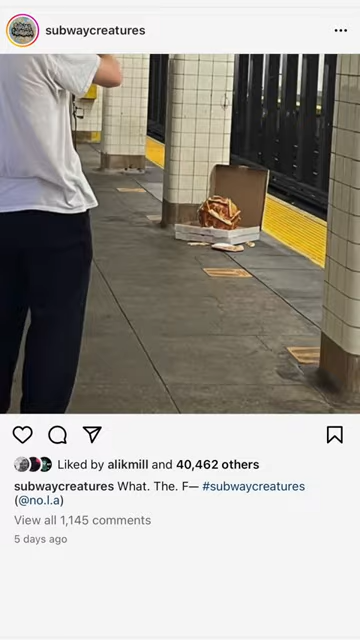 subwaycreatures
Liked by alikmill and 40,462 others
subwaycreatures What. The. F— #subwaycreatures
(@no.l.a)
View all 1,145 comments
5 days ago